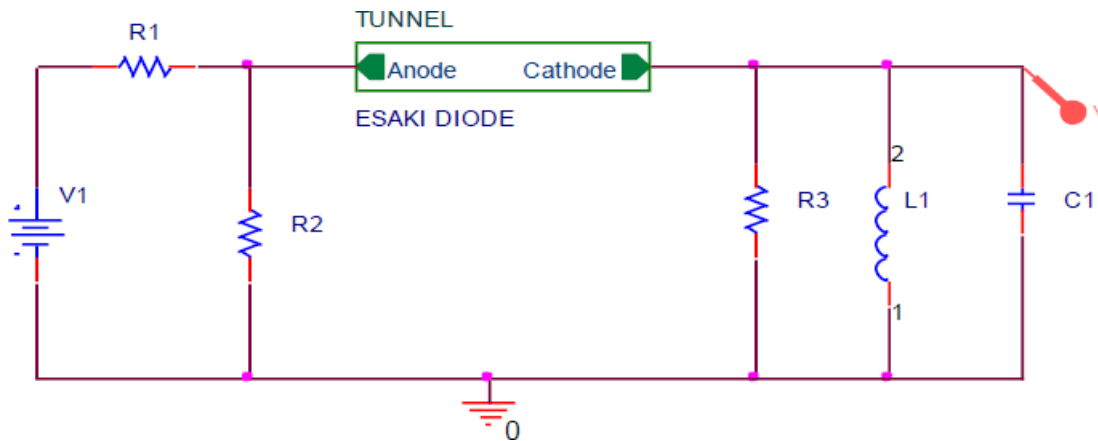 TUNNEL
R1
Anode Cathode
ESAKI DIODE
V1
R2
2
R3
L1
C1
1
0